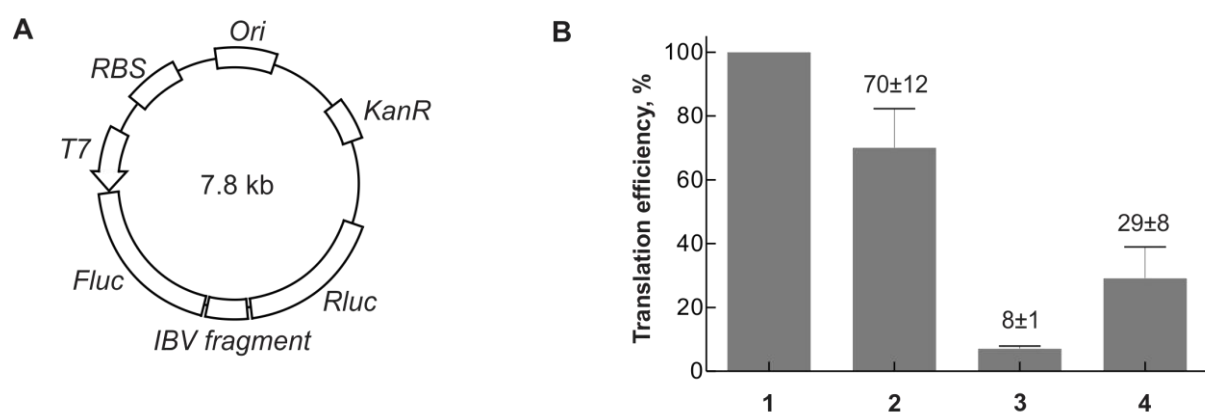 A
Ori
RBS
KanR
T7
7.8 kb
Fluc
Rluc
IBV fragment
B
Translation efficiency, %
100
80
60
40
20
0
70±12
8±1
29±8
1 2 3 4